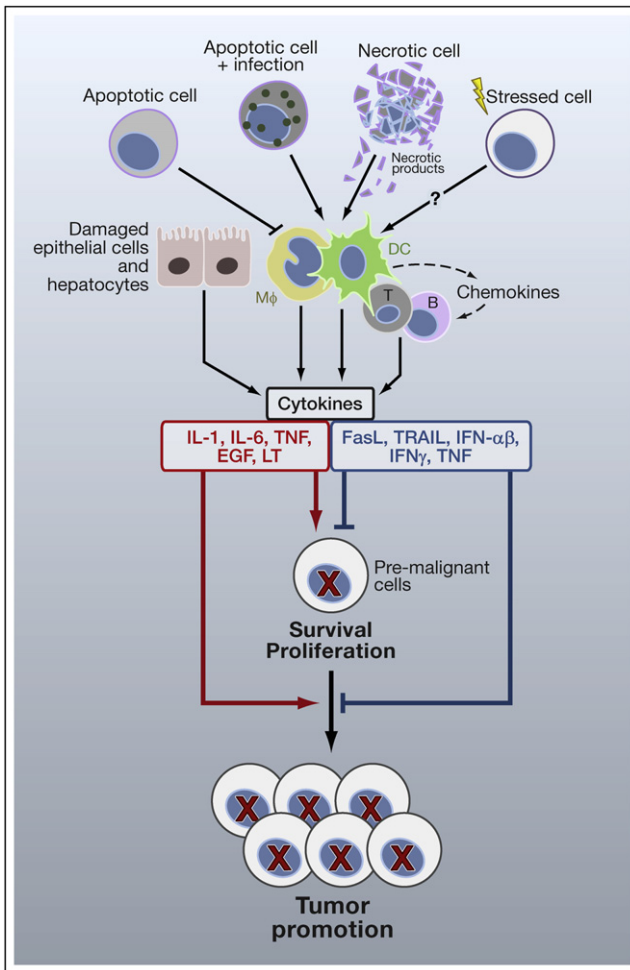 Apoptotic cell
+ infection
Necrotic cell
Apoptotic cell
Stressed cell
Necrotic
products
?
Damaged
epithelial cells
and
hepatocytes
DC
Mϕ
T
B
Chemokines
Cytokines
IL-1, IL-6, TNF,
EGF, LT
FasL, TRAIL, IFN-αβ,
IFNγ, TNF
X
Pre-malignant
cells
Survival
Proliferation
X X X
X X X
Tumor
promotion